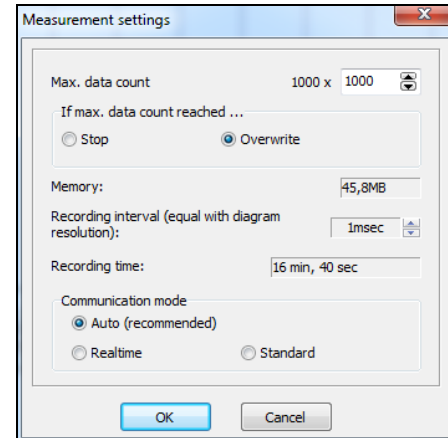 Measurement settings
x
Max. data count 1000 x 1000
If max. data count reached ...
Stop Overwrite
Memory: 45,8MB
Recording interval (equal with diagram
resolution): 1msec
Recording time: 16 min, 40 sec
Communication mode
Auto (recommended)
Realtime Standard
OK Cancel